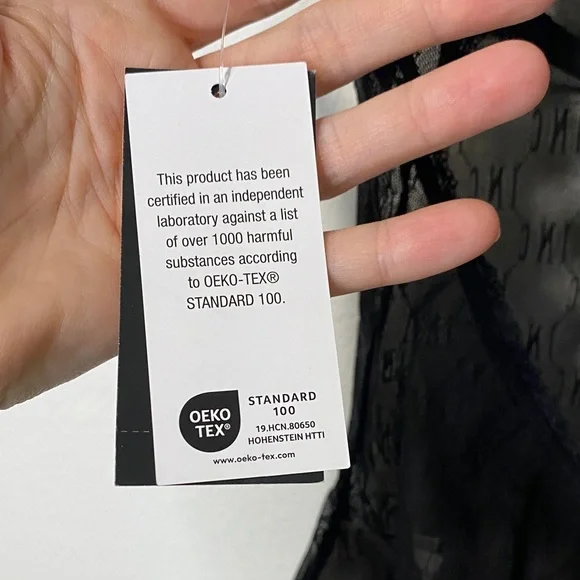 This product has been
certified in an independent
laboratory against a list
of over 1000 harmful
substances according
to OEKO-TEX®
STANDARD 100.
OEKO
TEX®
STANDARD
100
19.HCN.80650
HOHENSTEIN HTTI
www.oeko-tex.com